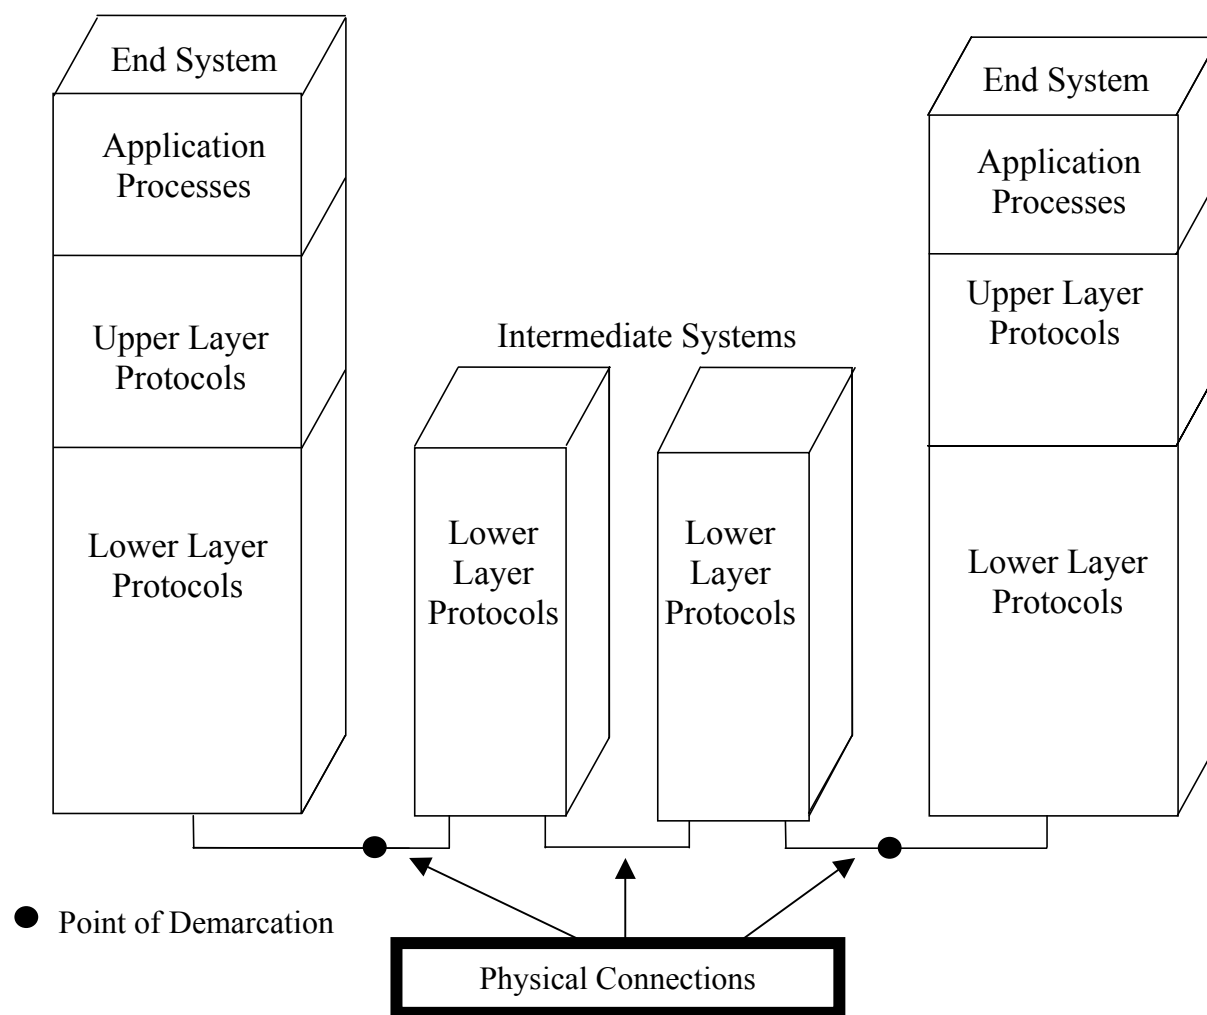 End System
Application
Processes
Upper Layer
Protocols
Lower Layer
Protocols
Intermediate Systems
Lower
Layer
Protocols
Lower
Layer
Protocols
End System
Application
Processes
Upper Layer
Protocols
Lower Layer
Protocols
Point of Demarcation
Physical Connections